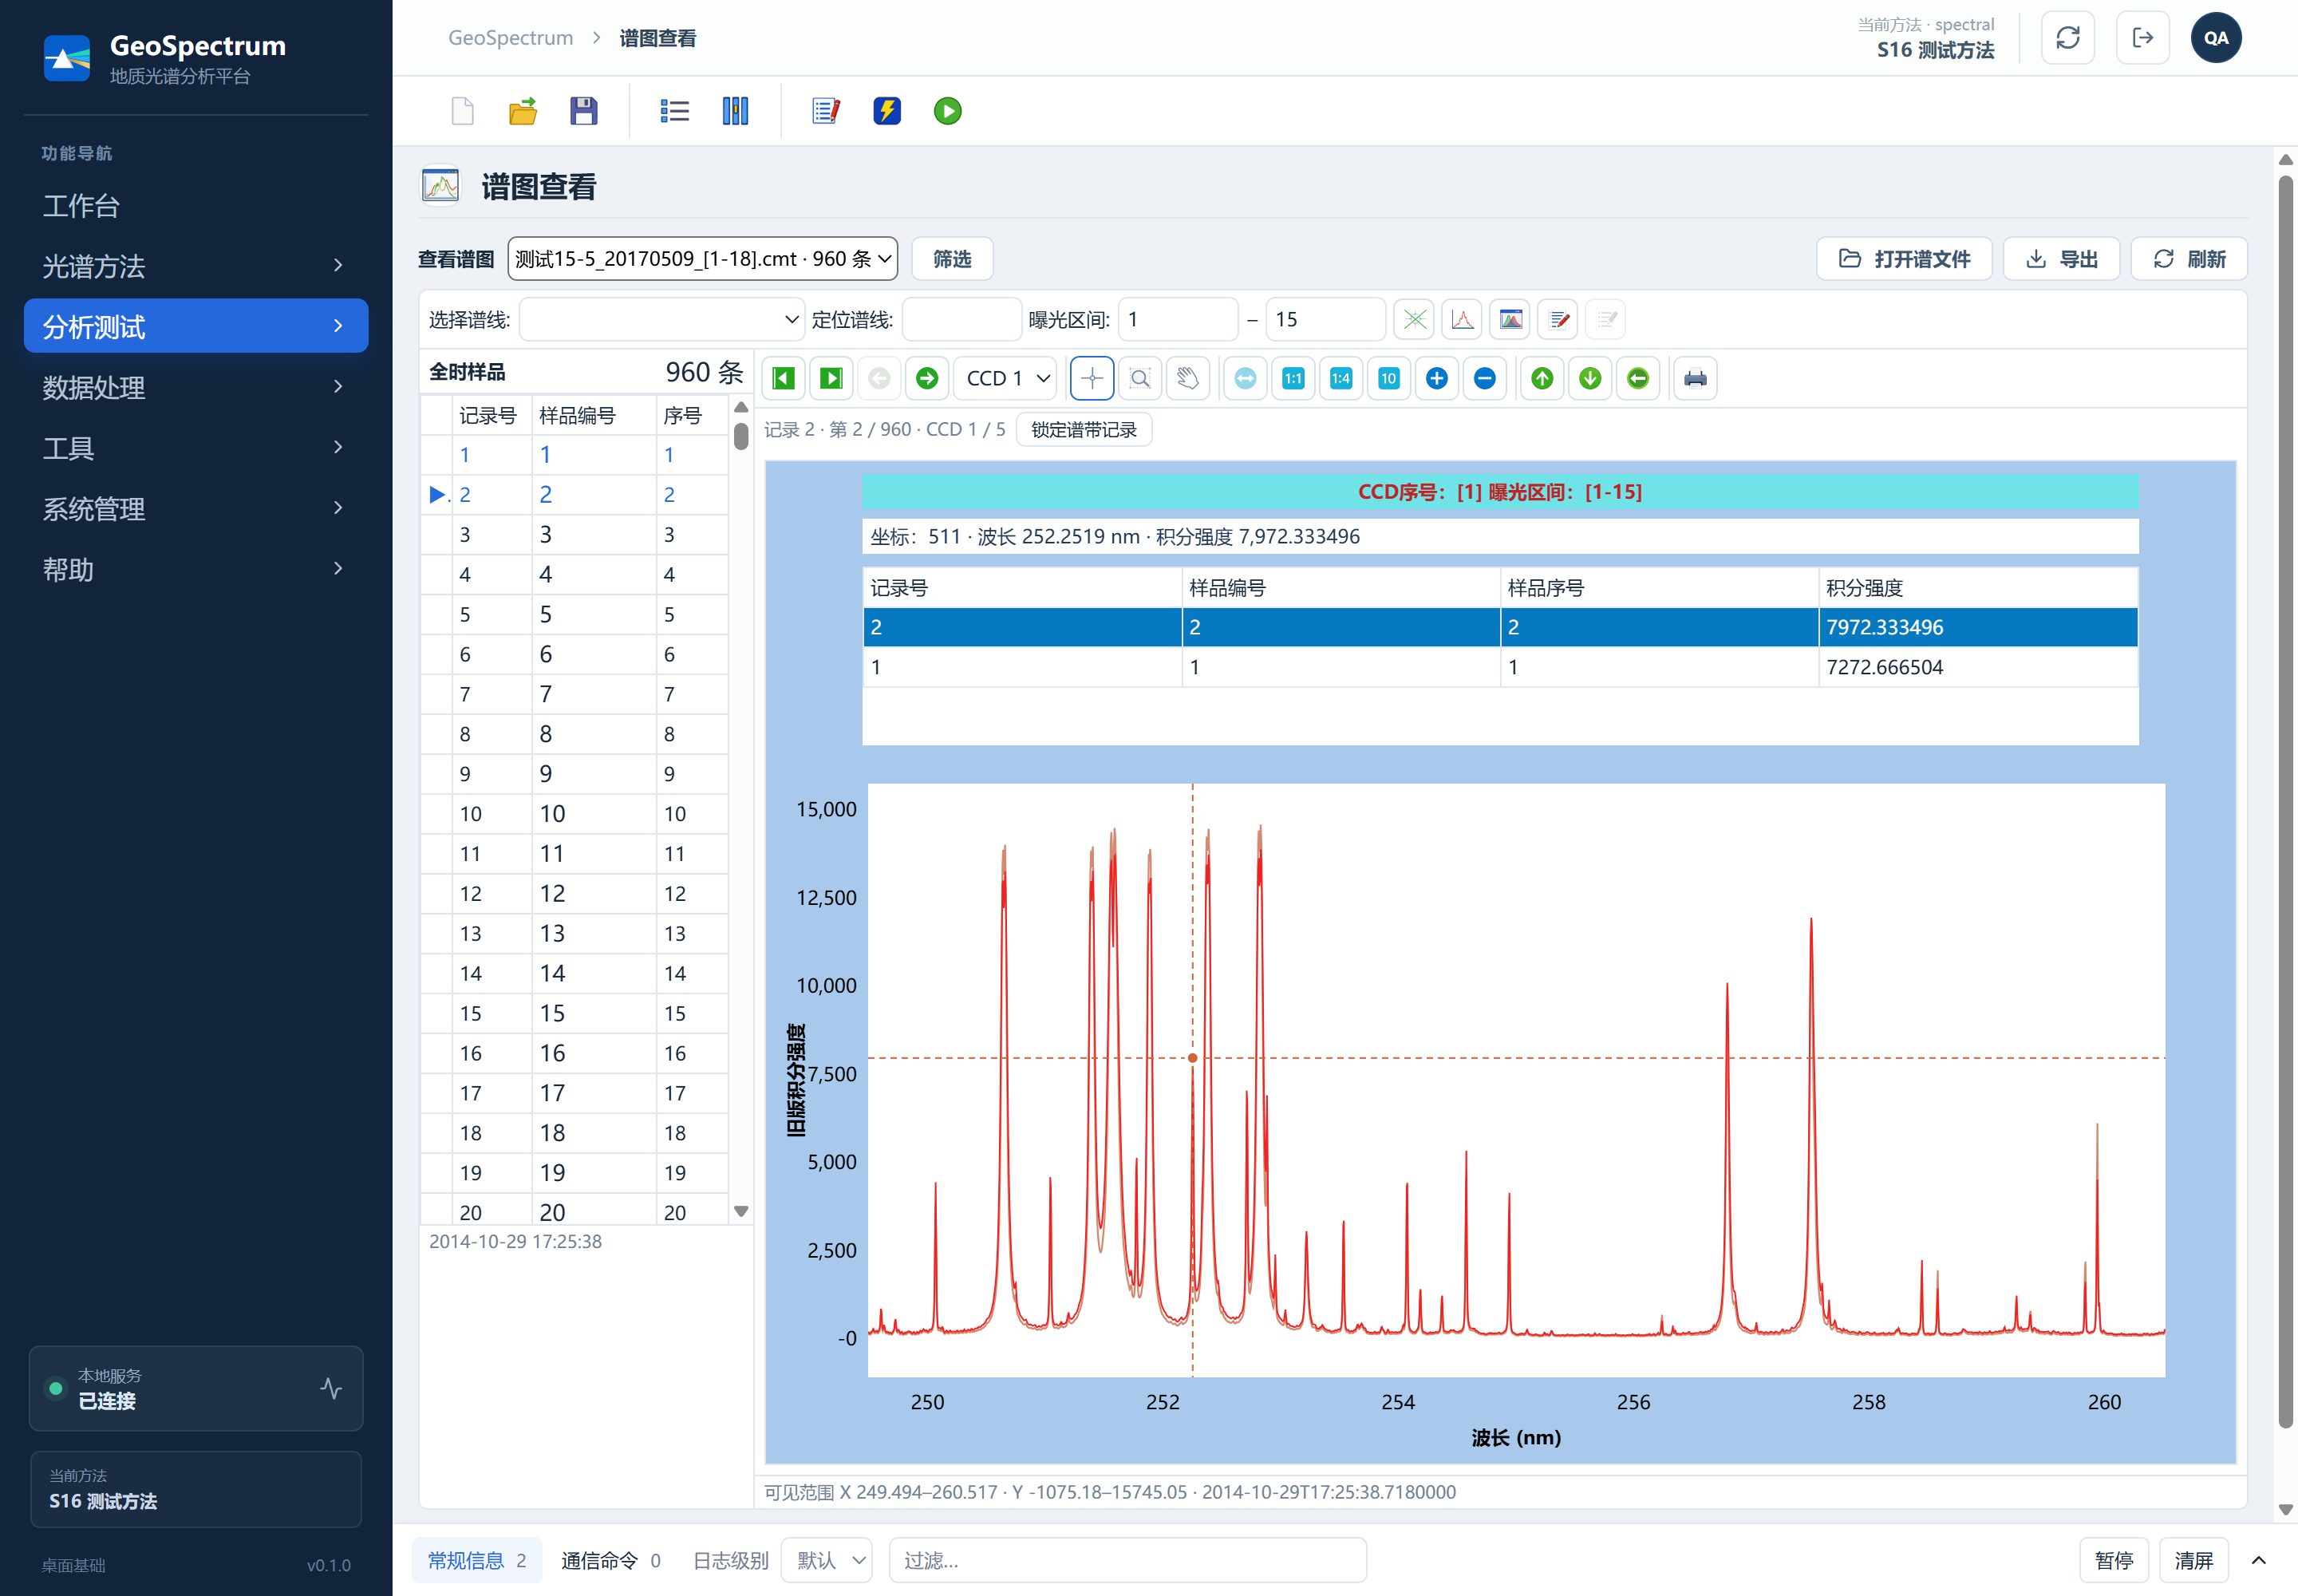 GeoSpectrum
地质光谱分析平台
功能导航
工作台
光谱方法
分析测试
数据处理
工具
系统管理
帮助
本地服务
已连接
当前方法
S16 测试方法
桌面基础 v0.1.0
GeoSpectrum 谱图查看
当前方法 · spectral
S16 测试方法
QA
谱图查看
查看谱图 测试15-5_20170509_[1-18].cmt · 960 条 筛选 打开谱文件 导出 刷新
选择谱线: 定位谱线: 曝光区间: 1 – 15
全时样品 960 条
记录号 样品编号 序号
1 1 1
2 2 2
3 3 3
4 4 4
5 5 5
6 6 6
7 7 7
8 8 8
9 9 9
10 10 10
11 11 11
12 12 12
13 13 13
14 14 14
15 15 15
16 16 16
17 17 17
18 18 18
19 19 19
20 20 20
2014-10-29 17:25:38
CCD 1 1:1 1:4 10
记录 2 · 第 2 / 960 · CCD 1 / 5 锁定谱带记录
CCD序号: [1] 曝光区间: [1-15]
坐标: 511 · 波长 252.2519 nm · 积分强度 7,972.333496
记录号 样品编号 样品序号 积分强度
2 2 2 7972.333496
1 1 1 7272.666504
15,000
12,500
10,000
7,500
5,000
2,500
-0
旧版积分强度
250 252 254 256 258 260
波长 (nm)
可见范围 X 249.494–260.517 · Y -1075.18–15745.05 · 2014-10-29T17:25:38.7180000
常规信息 2 通信命令 0 日志级别 默认 过滤... 暂停 清屏